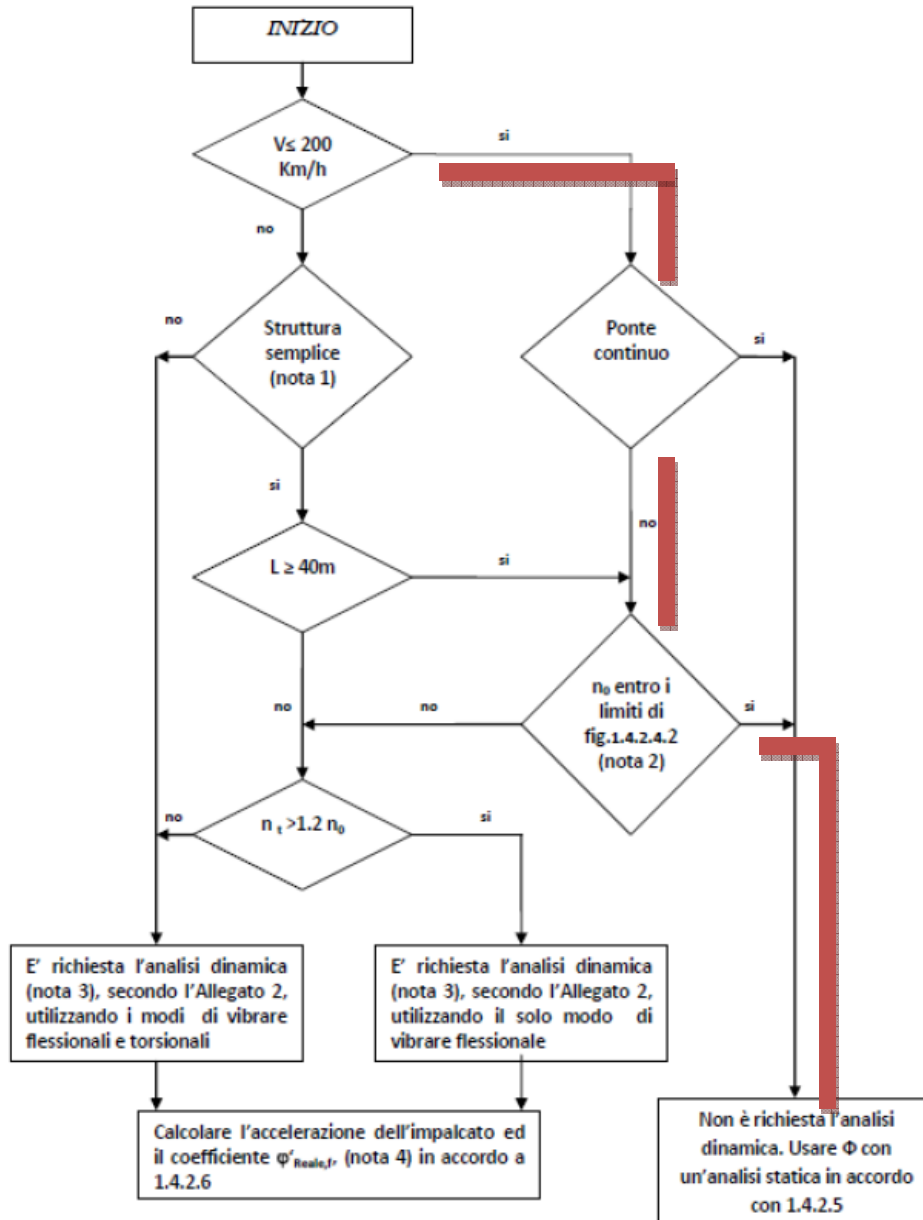 INIZIO
V≤ 200
Km/h
si
no
no
Struttura
semplice
(nota 1)
Ponte
continuo
si
si
no
L ≥ 40m
si
n₀ entro i
limiti di
fig.1.4.2.4.2
(nota 2)
no
no
si
no
n t >1.2 n₀
si
E' richiesta l'analisi dinamica
(nota 3), secondo l'Allegato 2,
utilizzando i modi di vibrare
flessionali e torsionali
E' richiesta l'analisi dinamica
(nota 3), secondo l'Allegato 2,
utilizzando il solo modo di
vibrare flessionale
Calcolare l'accelerazione dell'impalcato ed
il coefficiente φ'Reale,f, (nota 4) in accordo a
1.4.2.6
Non è richiesta l'analisi
dinamica. Usare Φ con
un'analisi statica in accordo
con 1.4.2.5